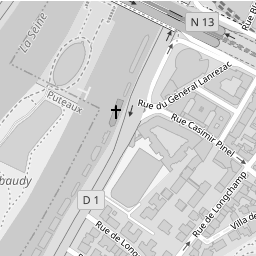 N 13
La Seine
Puteaux
Rue du Général Lanrezac
Rue Casimir Pinel
Rue de Longchamp
D 1